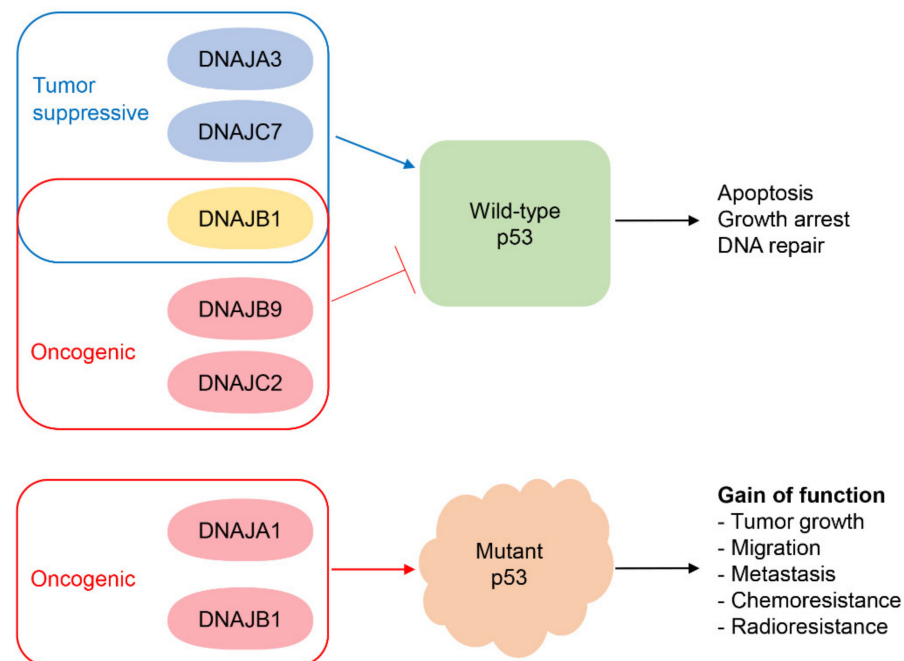 DNAJA3
Tumor
suppressive
DNAJC7
DNAJB1
DNAJB9
Oncogenic
DNAJC2
Wild-type
p53
Apoptosis
Growth arrest
DNA repair
DNAJA1
Oncogenic
DNAJB1
Mutant
p53
Gain of function
- Tumor growth
- Migration
- Metastasis
- Chemoresistance
- Radioresistance